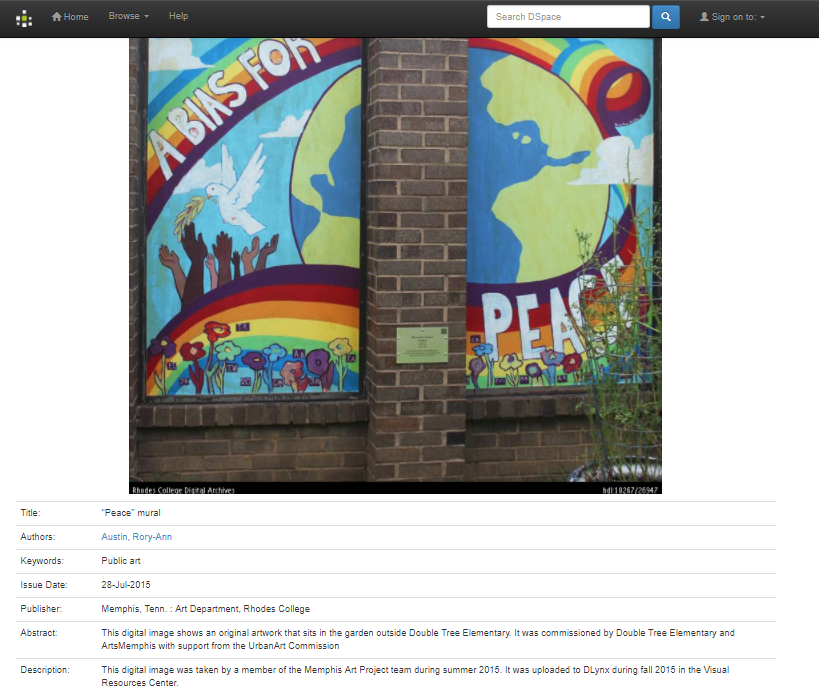 Home
Browse
Help
Search DSpace
Sign on to:
A BIAS FOR
PEAC
Rhodes College Digital Archives
hdl:10267/26947
Title: "Peace" mural
Authors: Austin, Rory-Ann
Keywords: Public art
Issue Date: 28-Jul-2015
Publisher: Memphis, Tenn. : Art Department, Rhodes College
Abstract: This digital image shows an original artwork that sits in the garden outside Double Tree Elementary. It was commissioned by Double Tree Elementary and
ArtsMemphis with support from the UrbanArt Commission
Description: This digital image was taken by a member of the Memphis Art Project team during summer 2015. It was uploaded to DLynx during fall 2015 in the Visual
Resources Center.